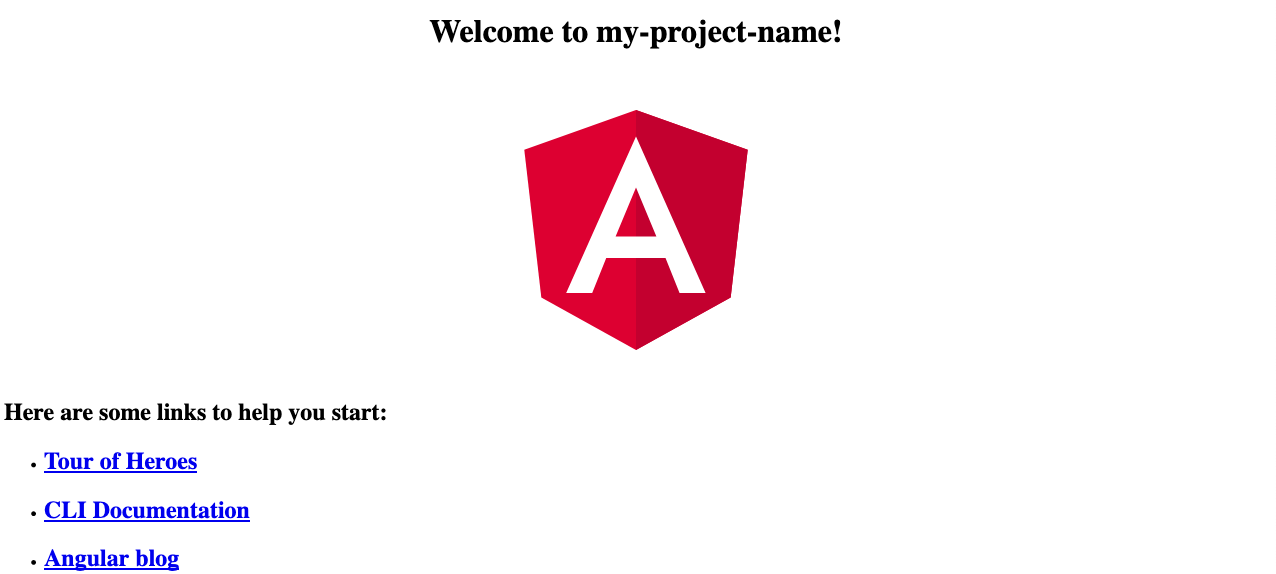 Welcome to my-project-name!
A
Here are some links to help you start:
Tour of Heroes
CLI Documentation
Angular blog